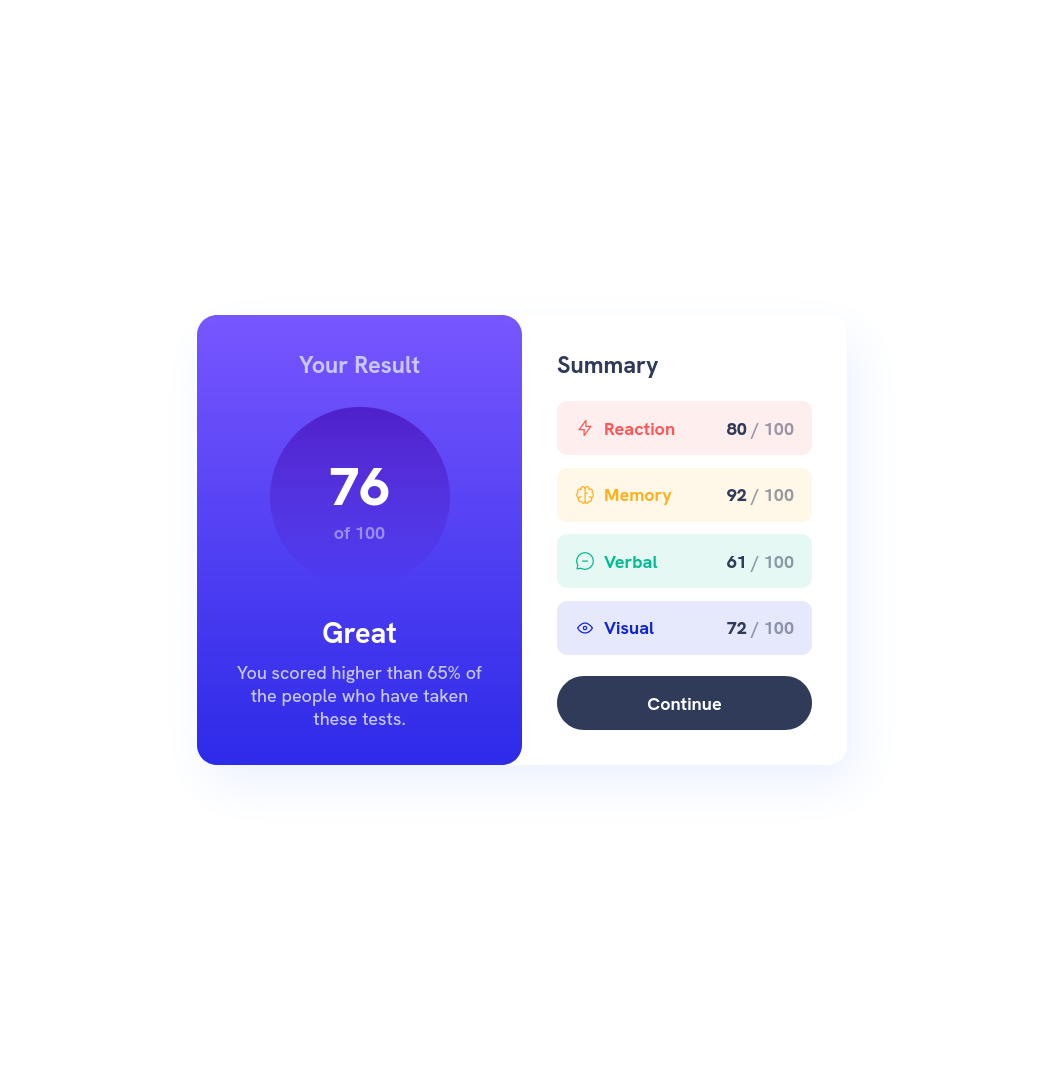 Your Result
76
of 100
Great
You scored higher than 65% of
the people who have taken
these tests.
Summary
Reaction 80 / 100
Memory 92 / 100
Verbal 61 / 100
Visual 72 / 100
Continue